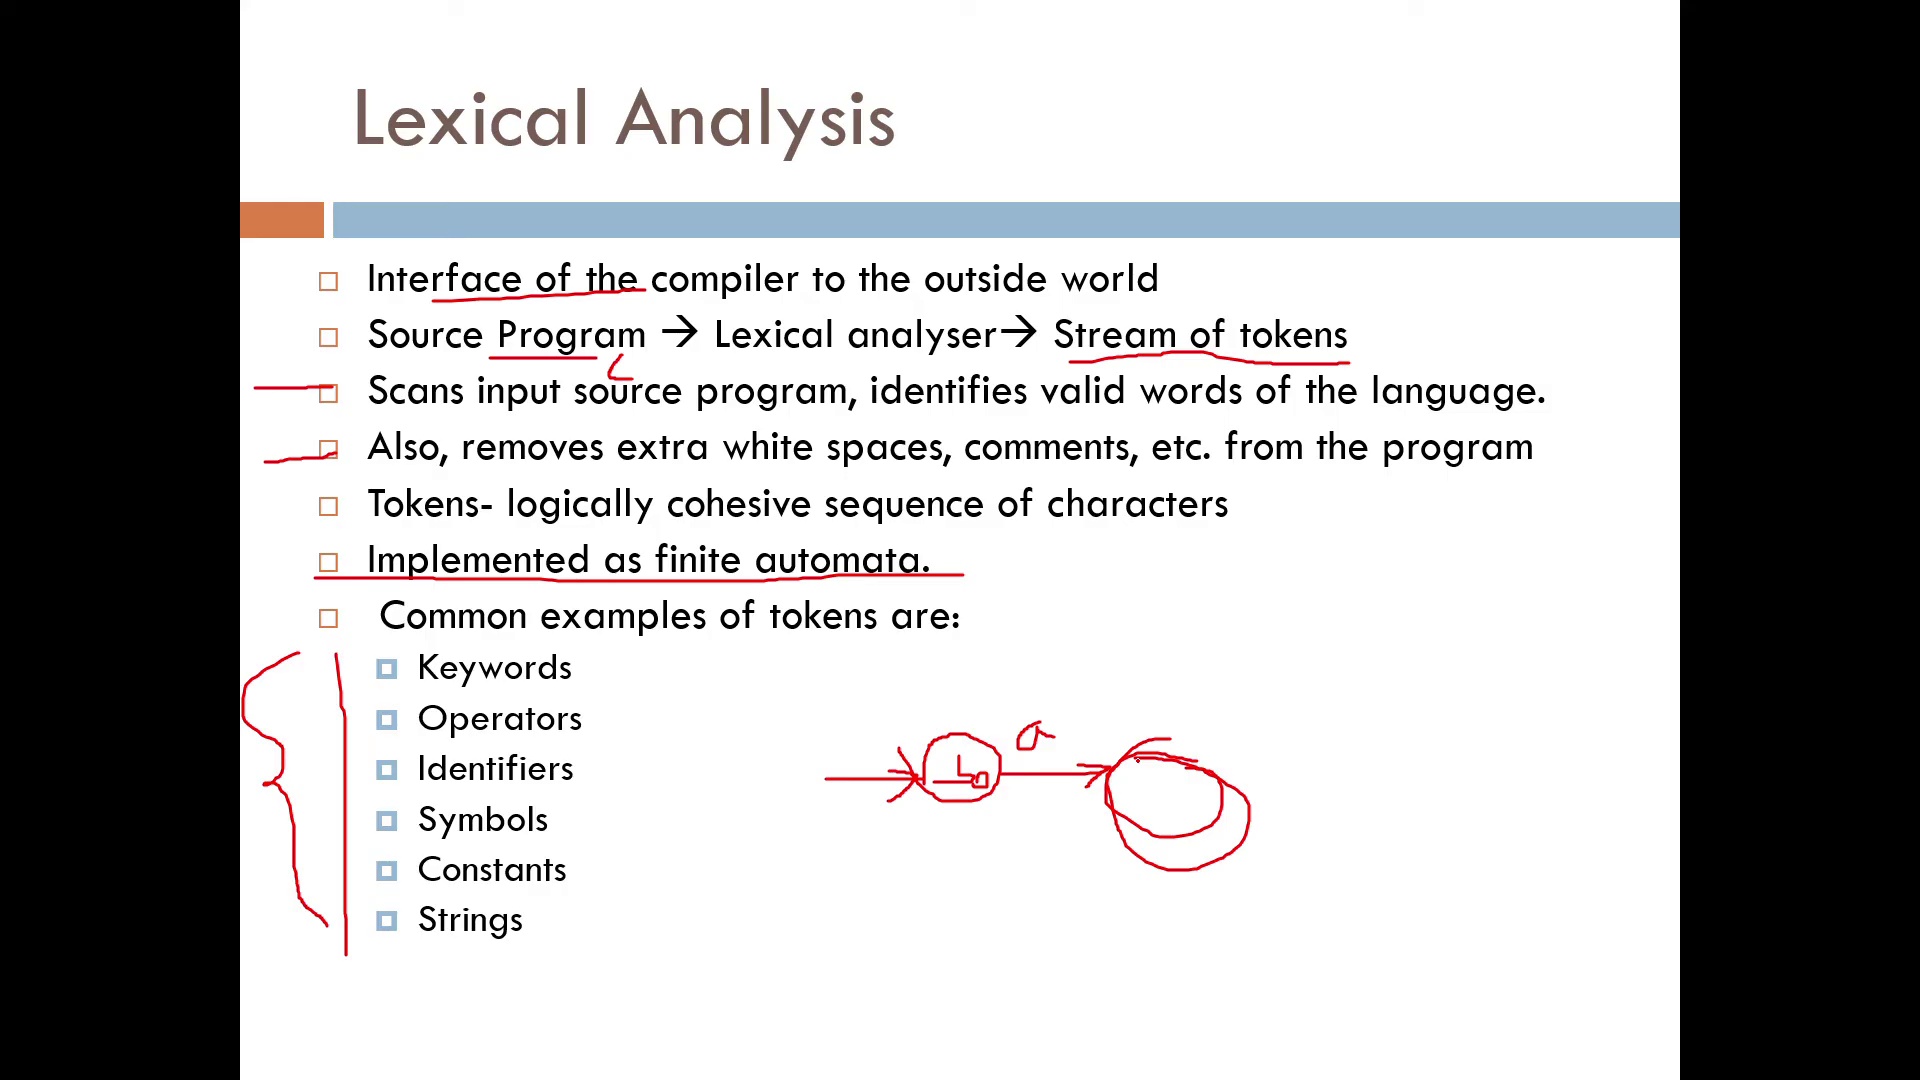 Lexical Analysis
Interface of the compiler to the outside world
Source Program → Lexical analyser→ Stream of tokens
Scans input source program, identifies valid words of the language.
Also, removes extra white spaces, comments, etc. from the program
Tokens- logically cohesive sequence of characters
Implemented as finite automata.
Common examples of tokens are:
Keywords
Operators
Identifiers
Symbols
Constants
Strings
a